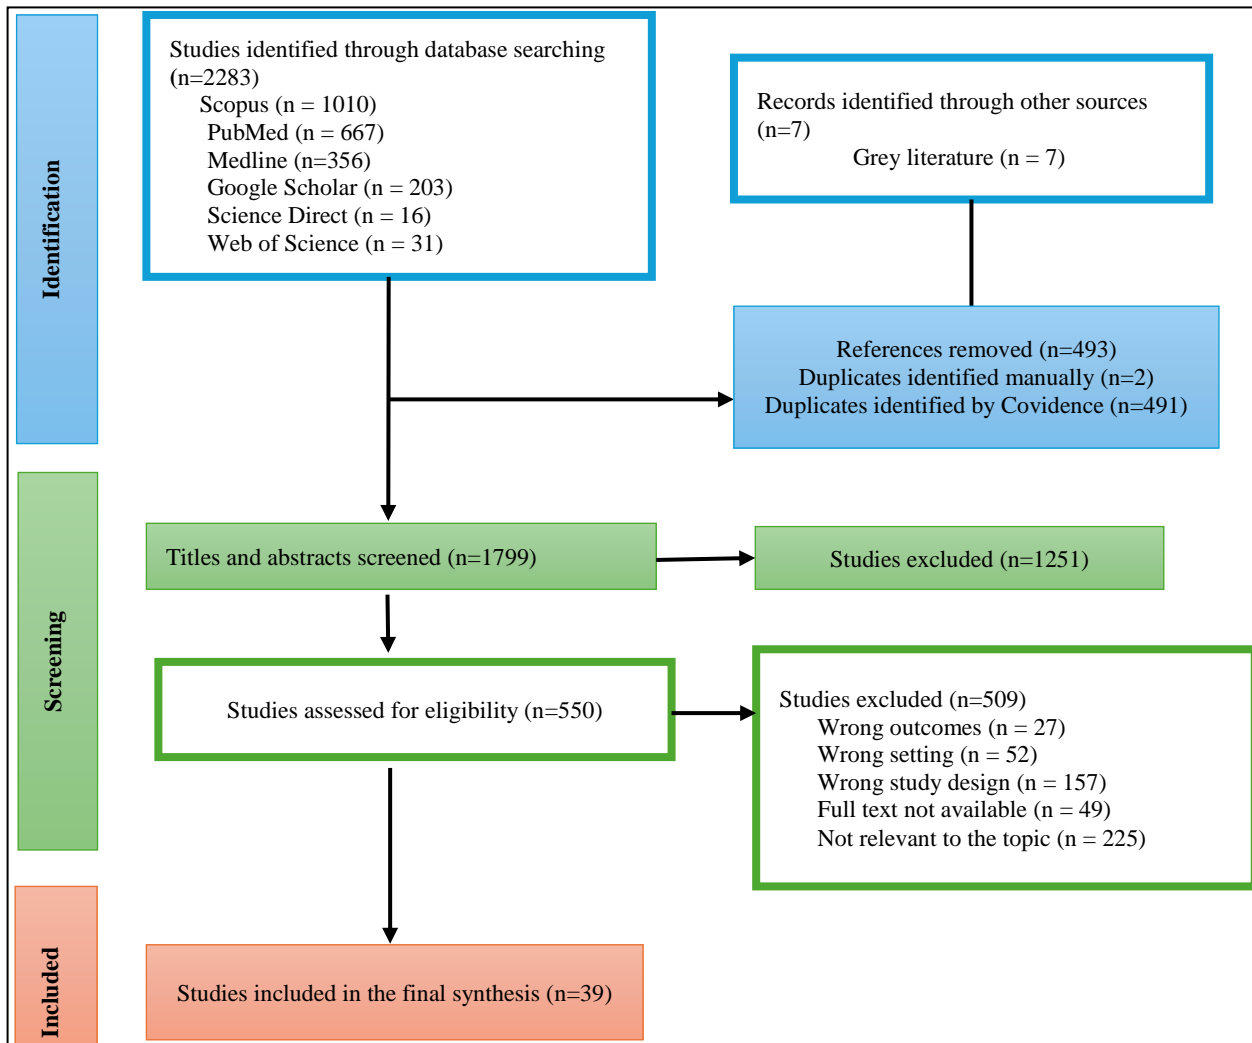 Identification
Studies identified through database searching
(n=2283)
Scopus (n = 1010)
PubMed (n = 667)
Medline (n=356)
Google Scholar (n = 203)
Science Direct (n = 16)
Web of Science (n = 31)
Records identified through other sources
(n=7)
Grey literature (n = 7)
References removed (n=493)
Duplicates identified manually (n=2)
Duplicates identified by Covidence (n=491)
Screening
Titles and abstracts screened (n=1799)
Studies excluded (n=1251)
Studies assessed for eligibility (n=550)
Studies excluded (n=509)
Wrong outcomes (n = 27)
Wrong setting (n = 52)
Wrong study design (n = 157)
Full text not available (n = 49)
Not relevant to the topic (n = 225)
Included
Studies included in the final synthesis (n=39)